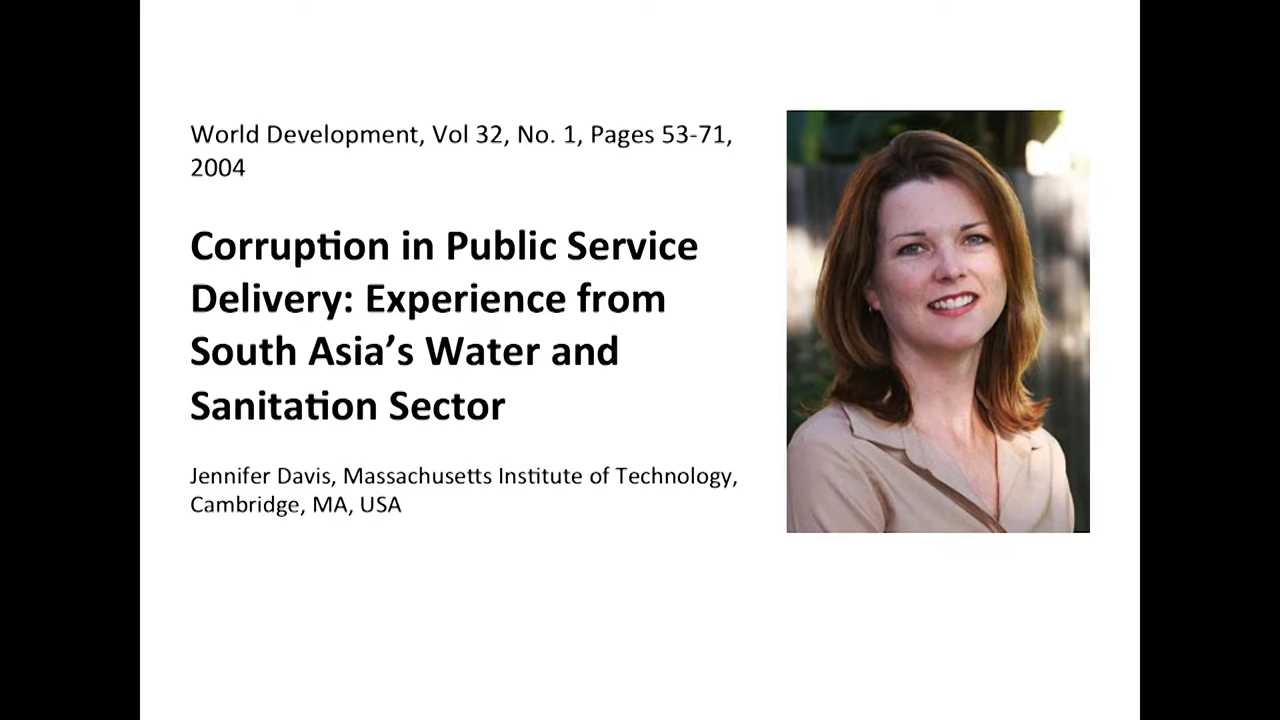 World Development, Vol 32, No. 1, Pages 53-71,
2004
Corruption in Public Service
Delivery: Experience from
South Asia’s Water and
Sanitation Sector
Jennifer Davis, Massachusetts Institute of Technology,
Cambridge, MA, USA